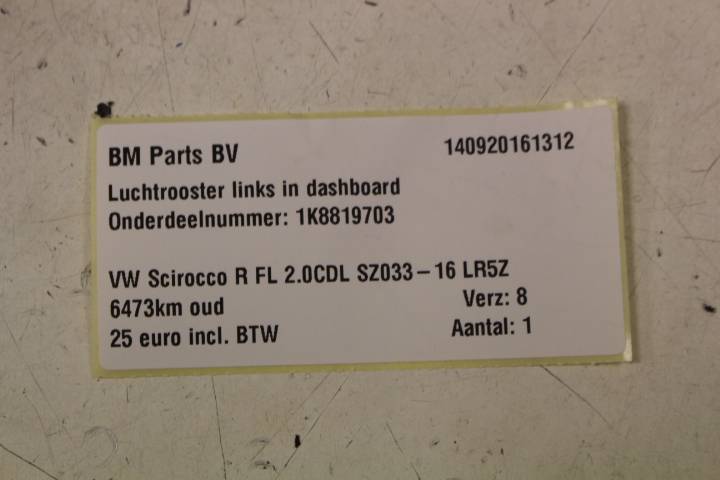 BM Parts BV 140920161312
Luchtrooster links in dashboard
Onderdeelnummer: 1K8819703
VW Scirocco R FL 2.0CDL SZ033-16 LR5Z
6473km oud Verz: 8
25 euro incl. BTW Aantal: 1